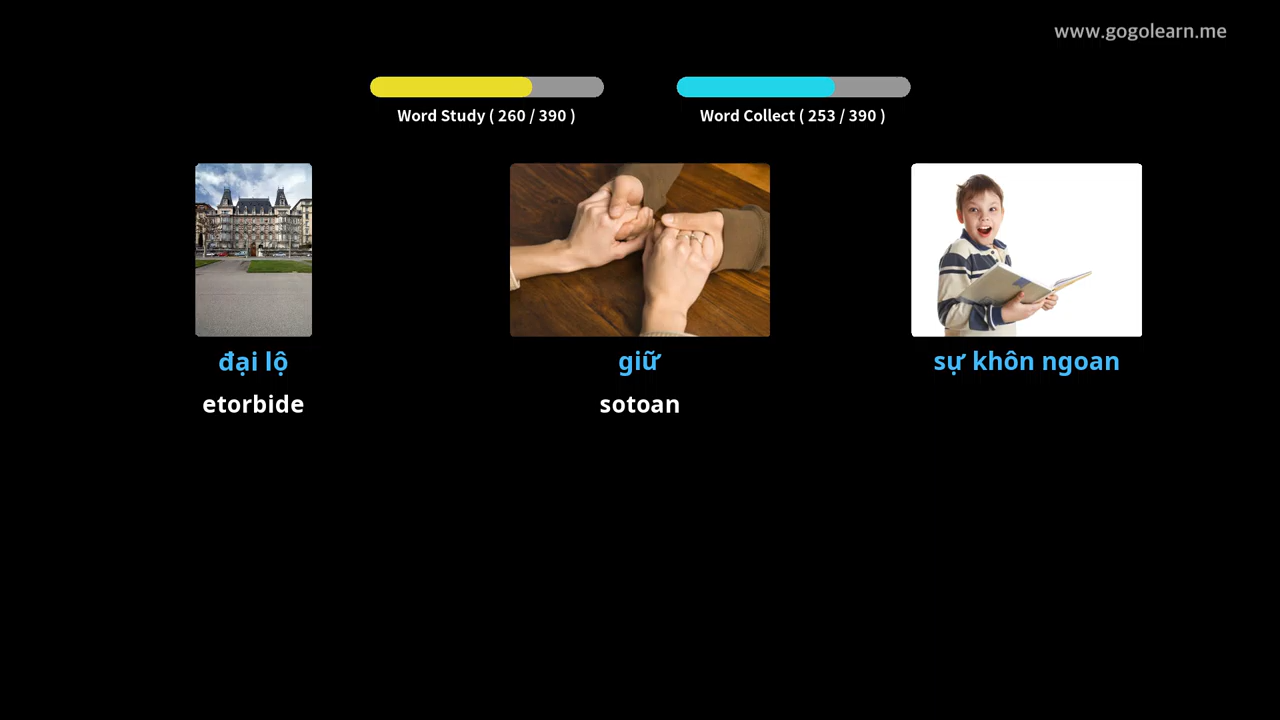 www.gogolearn.me
Word Study ( 260 / 390 )
Word Collect ( 253 / 390 )
đại lộ
giữ
sự khôn ngoan
etorbide
sotoan